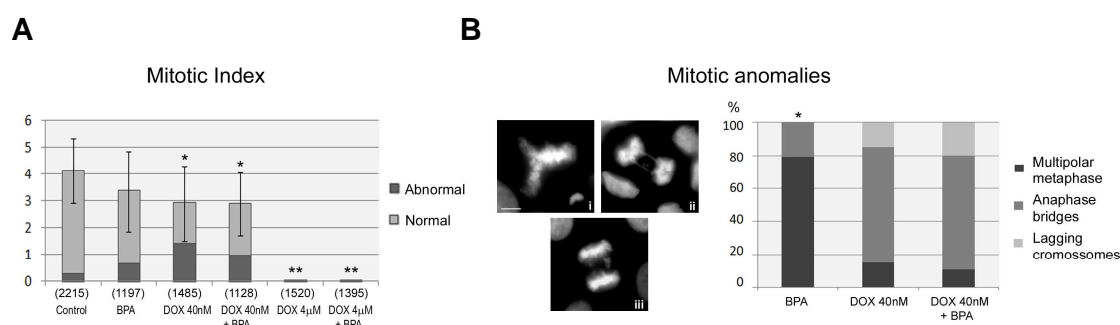 A
B
Mitotic Index
Mitotic anomalies
6
5
4
3
2
1
0
*
*
**
**
(2215)
(1197)
(1485)
(1128)
(1520)
(1395)
Control
BPA
DOX 40nM
DOX 40nM
+ BPA
DOX 4µM
DOX 4µM
+ BPA
Abnormal
Normal
i
ii
iii
%
100
80
60
40
20
0
*
BPA
DOX 40nM
DOX 40nM
+ BPA
Multipolar
metaphase
Anaphase
bridges
Lagging
cromossomes